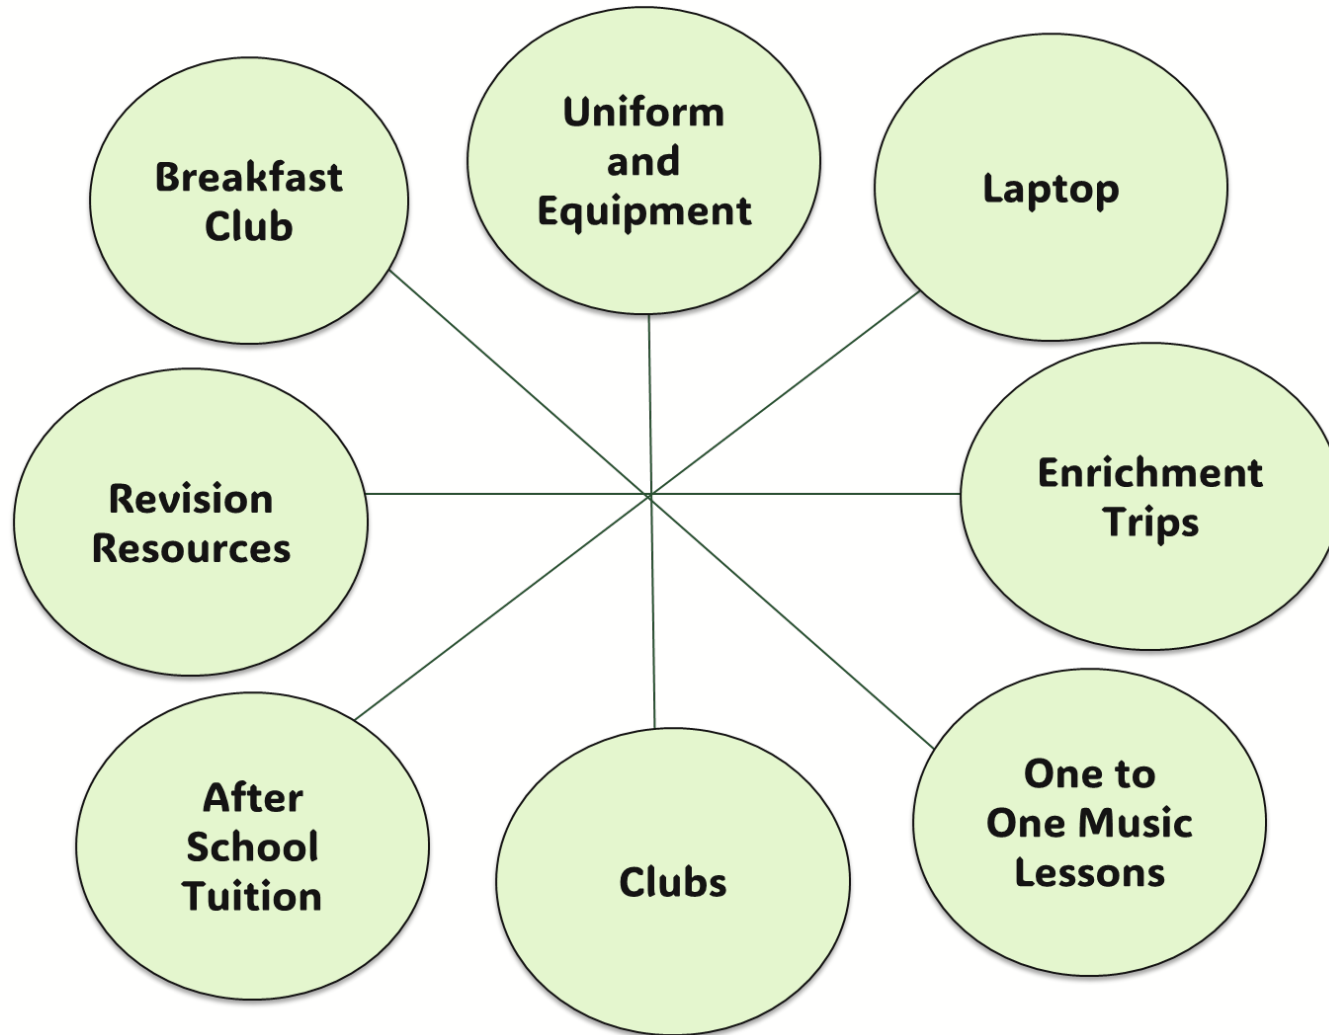 Breakfast
Club
Uniform
and
Equipment
Laptop
Revision
Resources
Enrichment
Trips
After
School
Tuition
Clubs
One to
One Music
Lessons